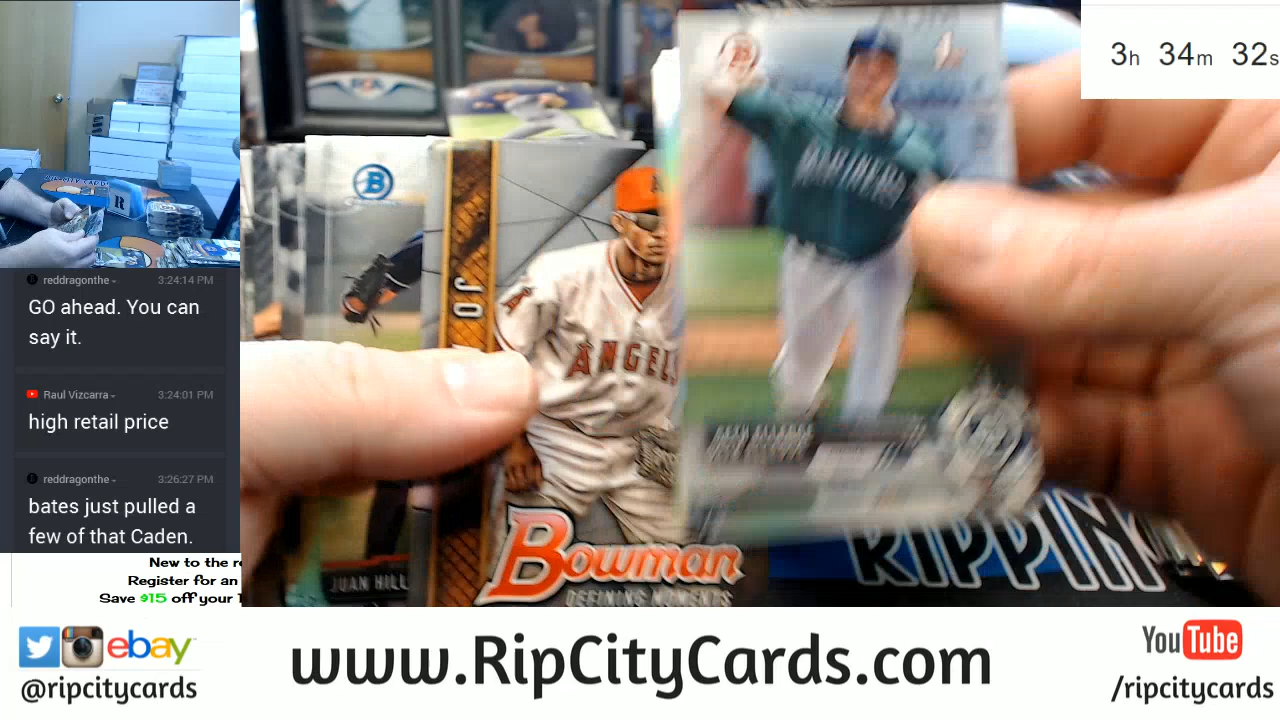 3h 34m 32s
reddragonthe
3:24:14 PM
GO ahead. You can
say it.
Raul Vizcarra
3:24:01 PM
high retail price
reddragonthe
3:26:27 PM
bates just pulled a
few of that Caden.
New to the
Register for an
Save $15 off your
B
JO
ANGELS
Bowman
DEFINING MOMENTS
JUAN HILL
MARINERS
RIPPIN
R
ebay
@ripcitycards
www.RipCityCards.com
YouTube
/ripcitycards